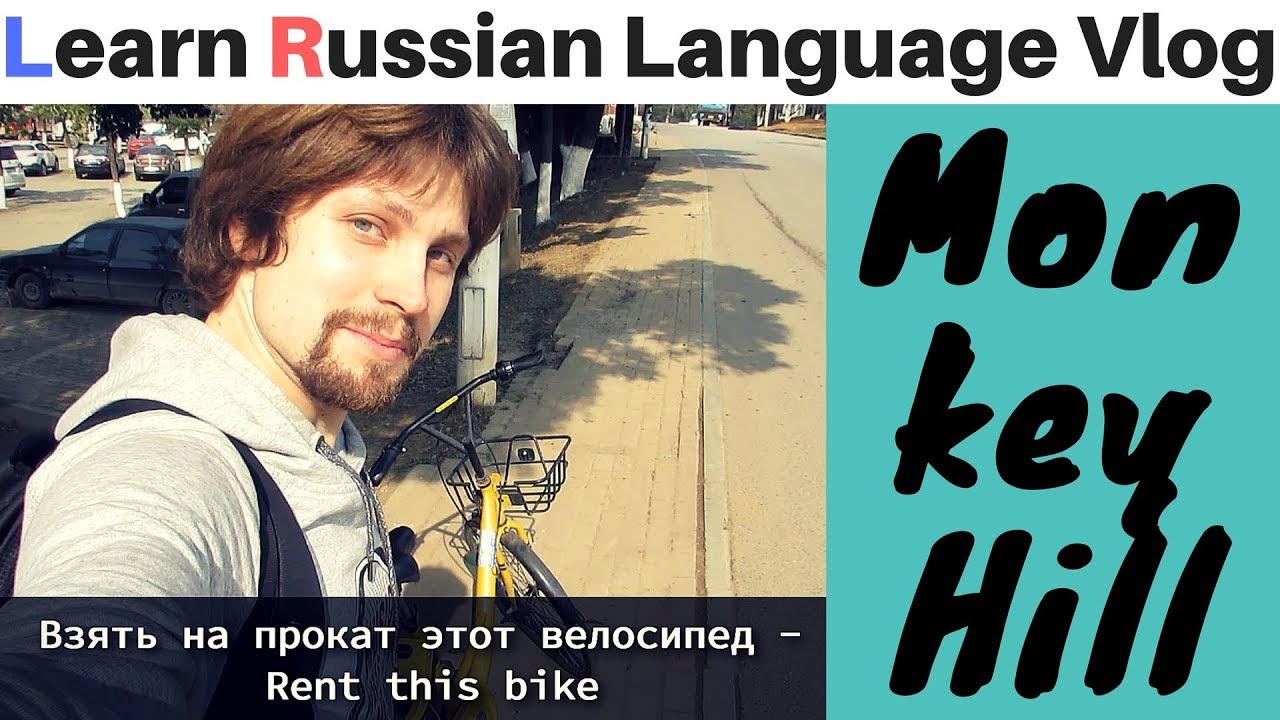 Learn Russian Language Vlog
Mon
key
Hill
Взять на прокат этот велосипед -
Rent this bike